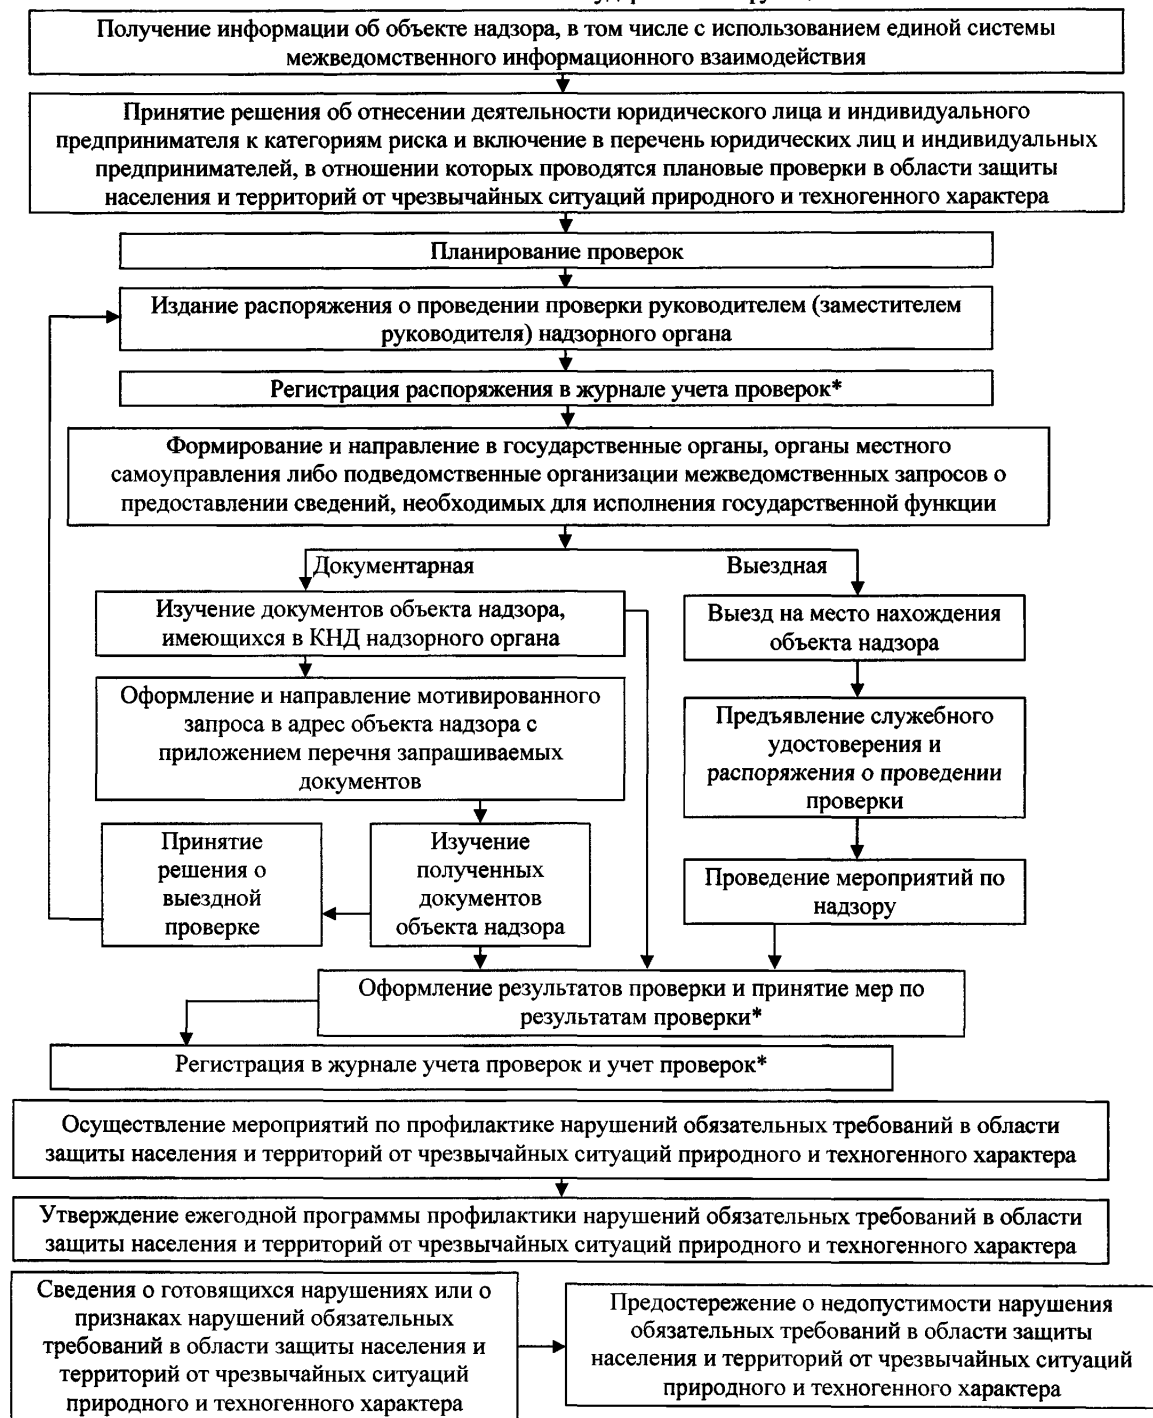 Получение информации об объекте надзора, в том числе с использованием единой системы
межведомственного информационного взаимодействия
Принятие решения об отнесении деятельности юридического лица и индивидуального
предпринимателя к категориям риска и включение в перечень юридических лиц и индивидуальных
предпринимателей, в отношении которых проводятся плановые проверки в области защиты
населения и территорий от чрезвычайных ситуаций природного и техногенного характера
Планирование проверок
Издание распоряжения о проведении проверки руководителем (заместителем
руководителя) надзорного органа
Регистрация распоряжения в журнале учета проверок*
Формирование и направление в государственные органы, органы местного
самоуправления либо подведомственные организации межведомственных запросов о
предоставлении сведений, необходимых для исполнения государственной функции
Документарная
Выездная
Изучение документов объекта надзора,
имеющихся в КНД надзорного органа
Выезд на место нахождения
объекта надзора
Оформление и направление мотивированного
запроса в адрес объекта надзора с
приложением перечня запрашиваемых
документов
Предъявление служебного
удостоверения и
распоряжения о проведении
проверки
Принятие
решения о
выездной
проверке
Изучение
полученных
документов
объекта надзора
Проведение мероприятий по
надзору
Оформление результатов проверки и принятие мер по
результатам проверки*
Регистрация в журнале учета проверок и учет проверок*
Осуществление мероприятий по профилактике нарушений обязательных требований в области
защиты населения и территорий от чрезвычайных ситуаций природного и техногенного характера
Утверждение ежегодной программы профилактики нарушений обязательных требований в области
защиты населения и территорий от чрезвычайных ситуаций природного и техногенного характера
Сведения о готовящихся нарушениях или о
признаках нарушений обязательных
требований в области защиты населения и
территорий от чрезвычайных ситуаций
природного и техногенного характера
Предостережение о недопустимости нарушения
обязательных требований в области защиты
населения и территорий от чрезвычайных ситуаций
природного и техногенного характера